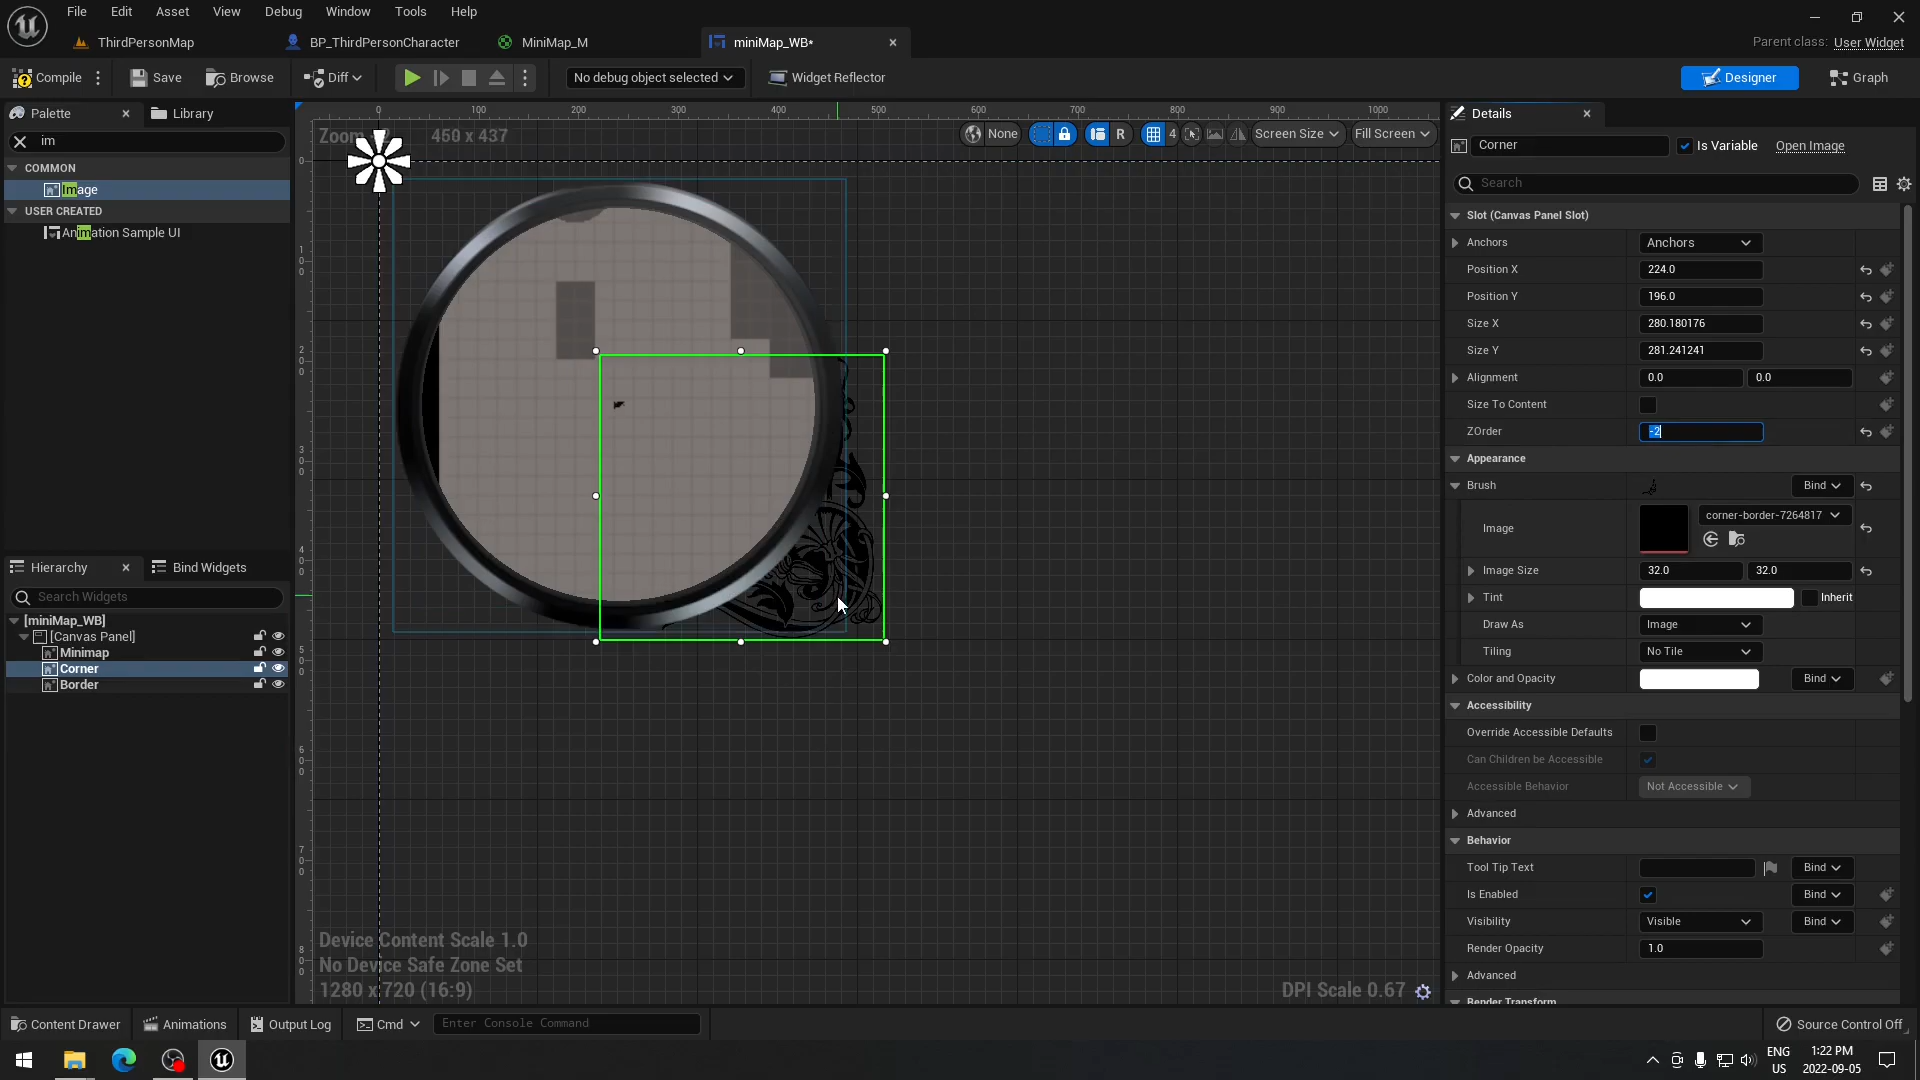 File Edit Asset View Debug Window Tools Help
ThirdPersonMap BP_ThirdPersonCharacter MiniMap_M miniMap_WB* Parent class: User Widget
Compile Save Browse Diff No debug object selected Widget Reflector Designer Graph
Palette Library
im
COMMON
Image
USER CREATED
Animation Sample UI
Hierarchy Bind Widgets
Search Widgets
[miniMap_WB]
[Canvas Panel]
Minimap
Corner
Border
0 100 200 300 400 500 600 700 800 900 1000
450 x 437
None R 4 Screen Size Fill Screen
Device Content Scale 1.0
No Device Safe Zone Set
1280 x 720 (16:9)
DPI Scale 0.67
Details
Corner Is Variable Open Image
Search
Slot (Canvas Panel Slot)
Anchors Anchors
Position X 224.0
Position Y 196.0
Size X 280.180176
Size Y 281.241241
Alignment 0.0 0.0
Size To Content
ZOrder -2
Appearance
Brush Bind
Image corner-border-7264817
Image Size 32.0 32.0
Tint Inherit
Draw As Image
Tiling No Tile
Color and Opacity Bind
Accessibility
Override Accessible Defaults
Can Children be Accessible
Accessible Behavior Not Accessible
Advanced
Behavior
Tool Tip Text Bind
Is Enabled Bind
Visibility Visible Bind
Render Opacity 1.0
Advanced
Render Transform
Content Drawer Animations Output Log Cmd Enter Console Command Source Control Off
ENG
US
1:22 PM
2022-09-05